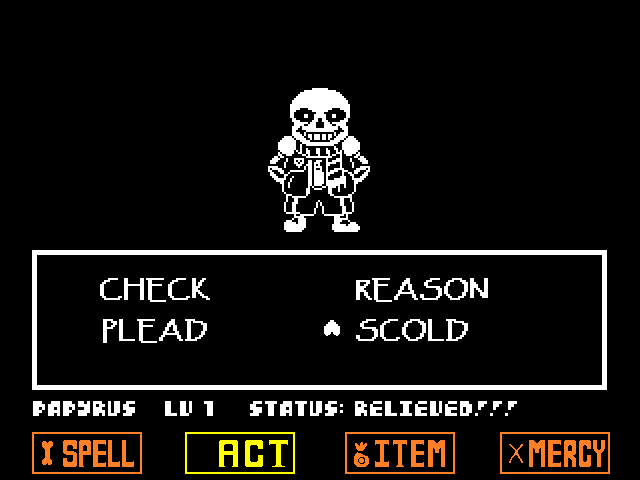 CHECK REASON
PLEAD SCOLD
PAPYRUS LV 1 STATUS: RELIEVED!!!
SPELL ACT ITEM MERCY